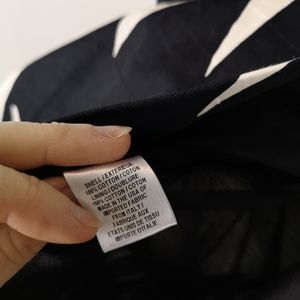 SHELL/EXTERIEUR
100% COTTON/COTON
LINING/DOUBLURE
100% COTTON/COTON
MADE IN THE USA OF
IMPORTED FABRIC
FROM ITALY/
FABRIQUE AUX
ETATS-UNIS DE TISSU
IMPORTE D'ITALIE